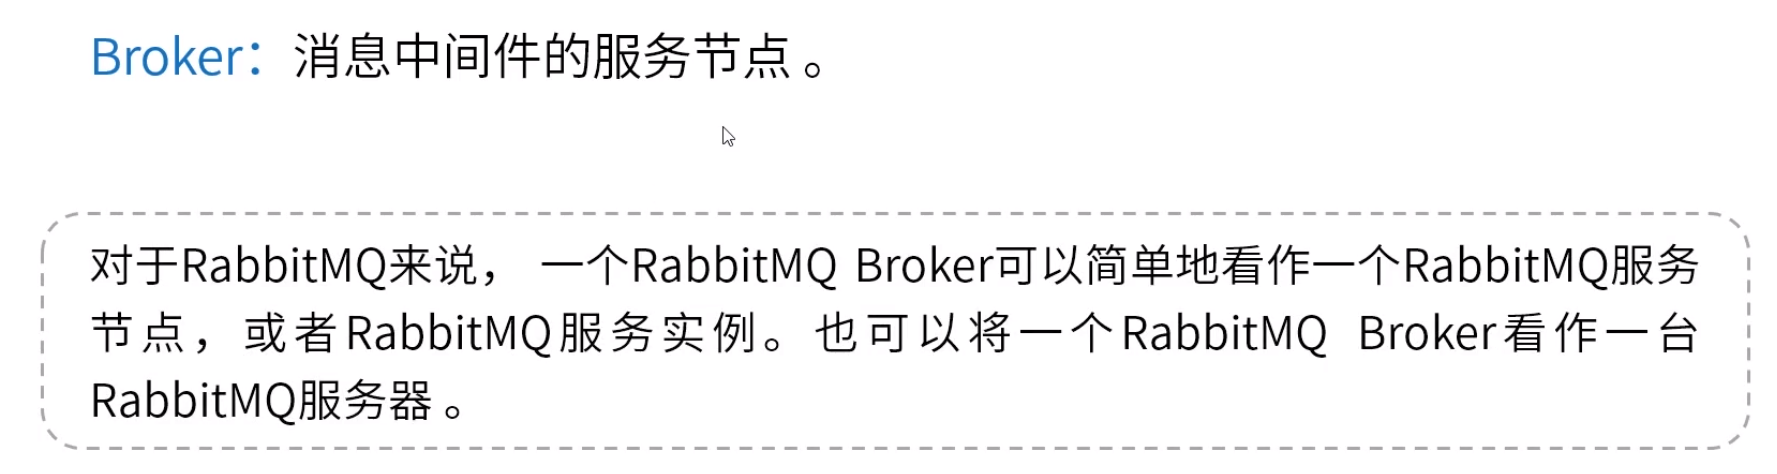 Broker：消息中间件的服务节点 。
对于RabbitMQ来说， 一个RabbitMQ Broker可以简单地看作一个RabbitMQ服务
节点，或者RabbitMQ服务实例。也可以将一个RabbitMQ Broker看作一台
RabbitMQ服务器 。